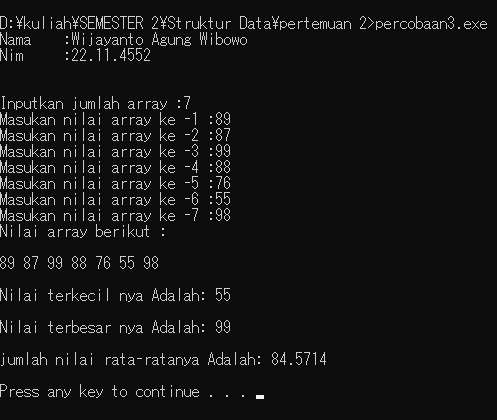 D:¥kuliah¥SEMESTER 2¥Struktur Data¥pertemuan 2>percobaan3.exe
Nama    :Wijayanto Agung Wibowo
Nim     :22.11.4552
Inputkan jumlah array :7
Masukan nilai array ke -1 :89
Masukan nilai array ke -2 :87
Masukan nilai array ke -3 :99
Masukan nilai array ke -4 :88
Masukan nilai array ke -5 :76
Masukan nilai array ke -6 :55
Masukan nilai array ke -7 :98
Nilai array berikut :
89 87 99 88 76 55 98
Nilai terkecil nya Adalah: 55
Nilai terbesar nya Adalah: 99
jumlah nilai rata-ratanya Adalah: 84.5714
Press any key to continue . . .